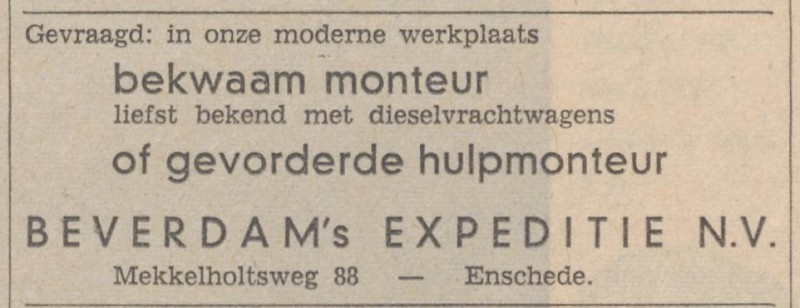 Gevraagd: in onze moderne werkplaats
bekwaam monteur
liefst bekend met dieselvrachtwagens
of gevorderde hulpmonteur
BEVERDAM's EXPEDITIE N.V.
Mekkelholtsweg 88 — Enschede.